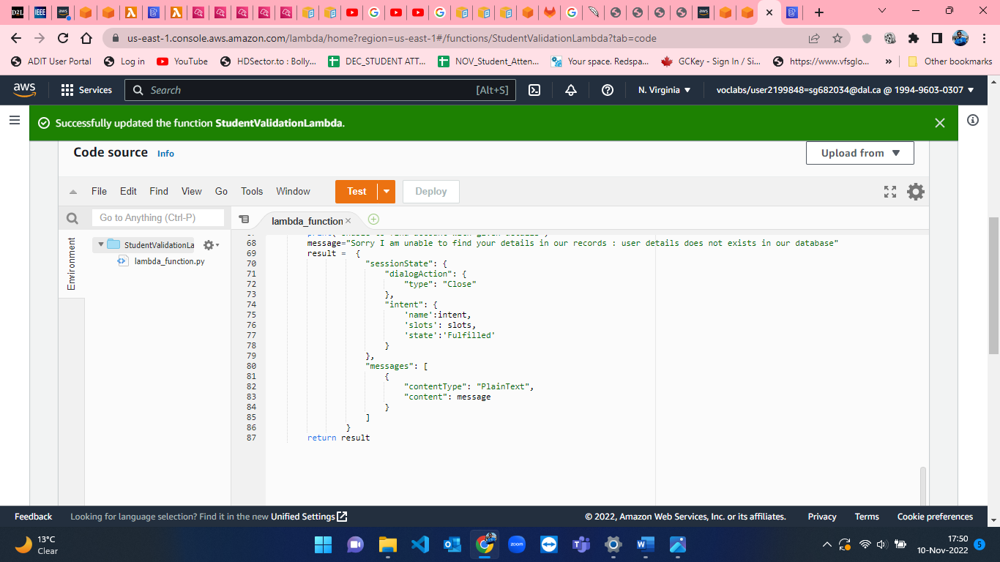 D2L IEEE aws
us-east-1.console.aws.amazon.com/lambda/home?region=us-east-1#/functions/StudentValidationLambda?tab=code
ADIT User Portal Log in YouTube HDSector.to : Bolly... DEC_STUDENT ATT... NOV_Student_Atten... Your space. Redspa... GCKey - Sign In / Si... https://www.vfsglo... » Other bookmarks
aws Services Search [Alt+S] N. Virginia voclabs/user2199848=sg682034@dal.ca @ 1994-9603-0307
Successfully updated the function StudentValidationLambda.
Code source Info Upload from
File Edit Find View Go Tools Window Test Deploy
Go to Anything (Ctrl-P) lambda_function
Environment
StudentValidationLa
lambda_function.py
68 message="Sorry I am unable to find your details in our records : user details does not exists in our database"
69 result = {
70 "sessionState": {
71 "dialogAction": {
72 "type": "Close"
73 },
74 "intent": {
75 'name':intent,
76 'slots': slots,
77 'state':'Fulfilled'
78 }
79 },
80 "messages": [
81 {
82 "contentType": "PlainText",
83 "content": message
84 }
85 ]
86 }
87 return result
Feedback Looking for language selection? Find it in the new Unified Settings © 2022, Amazon Web Services, Inc. or its affiliates. Privacy Terms Cookie preferences
13°C
Clear
zoom
17:50
10-Nov-2022 5